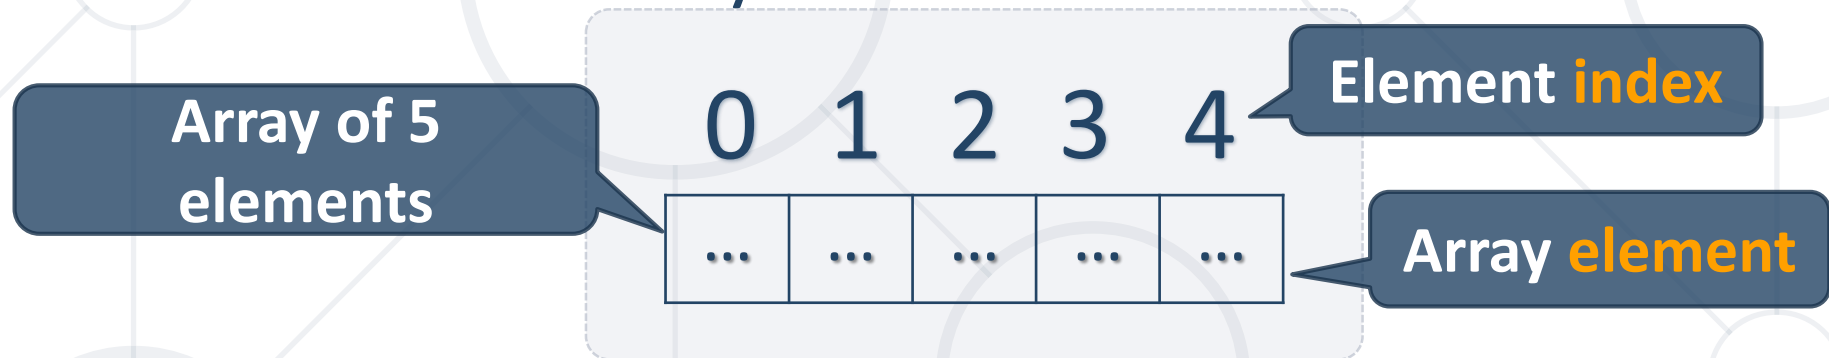 Array of 5
elements
0 1 2 3 4
Element index
... ... ... ... ...
Array element